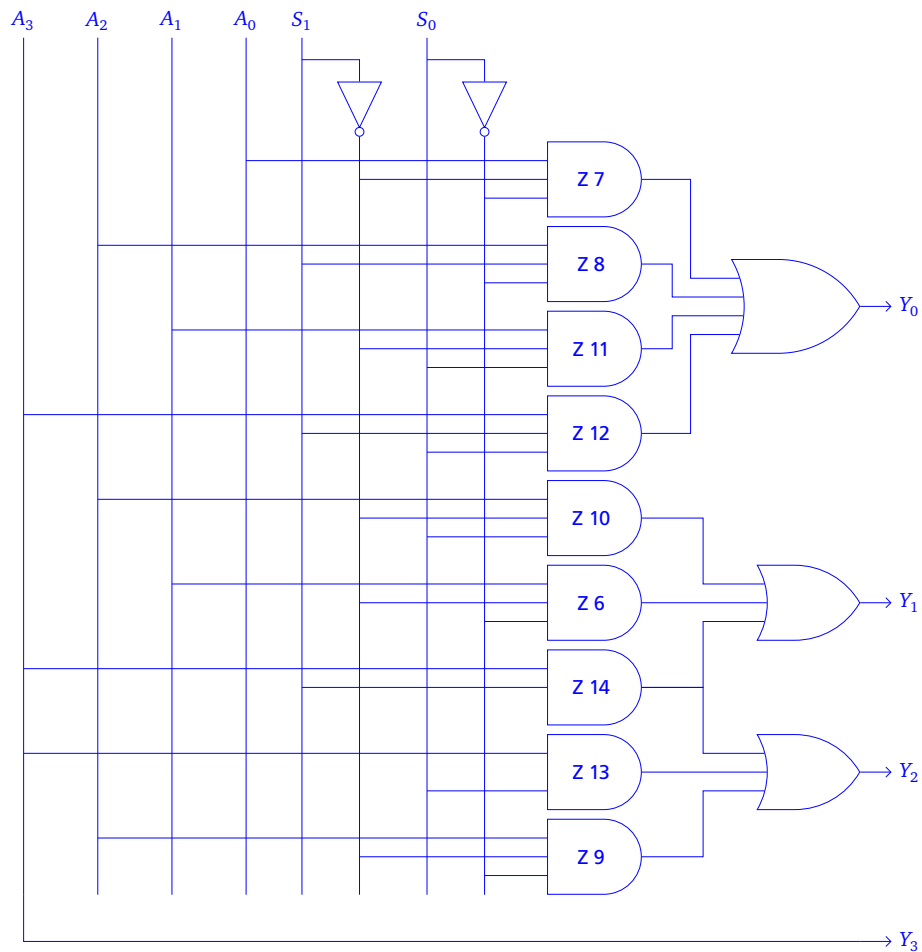 A₃ A₂ A₁ A₀ S₁ S₀
Z 7
Z 8
Y₀
Z 11
Z 12
Z 10
Z 6
Y₁
Z 14
Z 13
Y₂
Z 9
Y₃